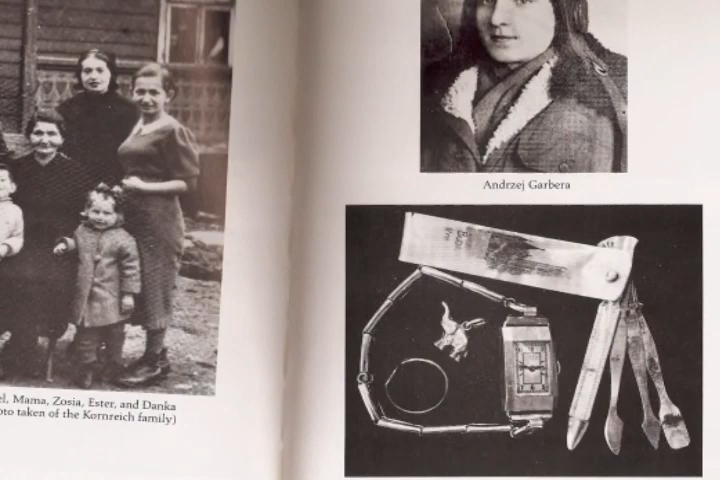 el, Mama, Zosia, Ester, and Danka
oto taken of the Kornreich family)
Andrzej Garbera